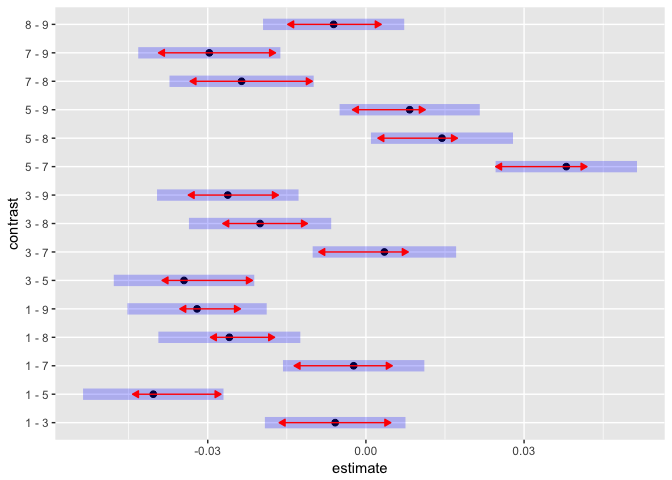 contrast
8 - 9
7 - 9
7 - 8
5 - 9
5 - 8
5 - 7
3 - 9
3 - 8
3 - 7
3 - 5
1 - 9
1 - 8
1 - 7
1 - 5
1 - 3
-0.03 0.00 0.03
estimate